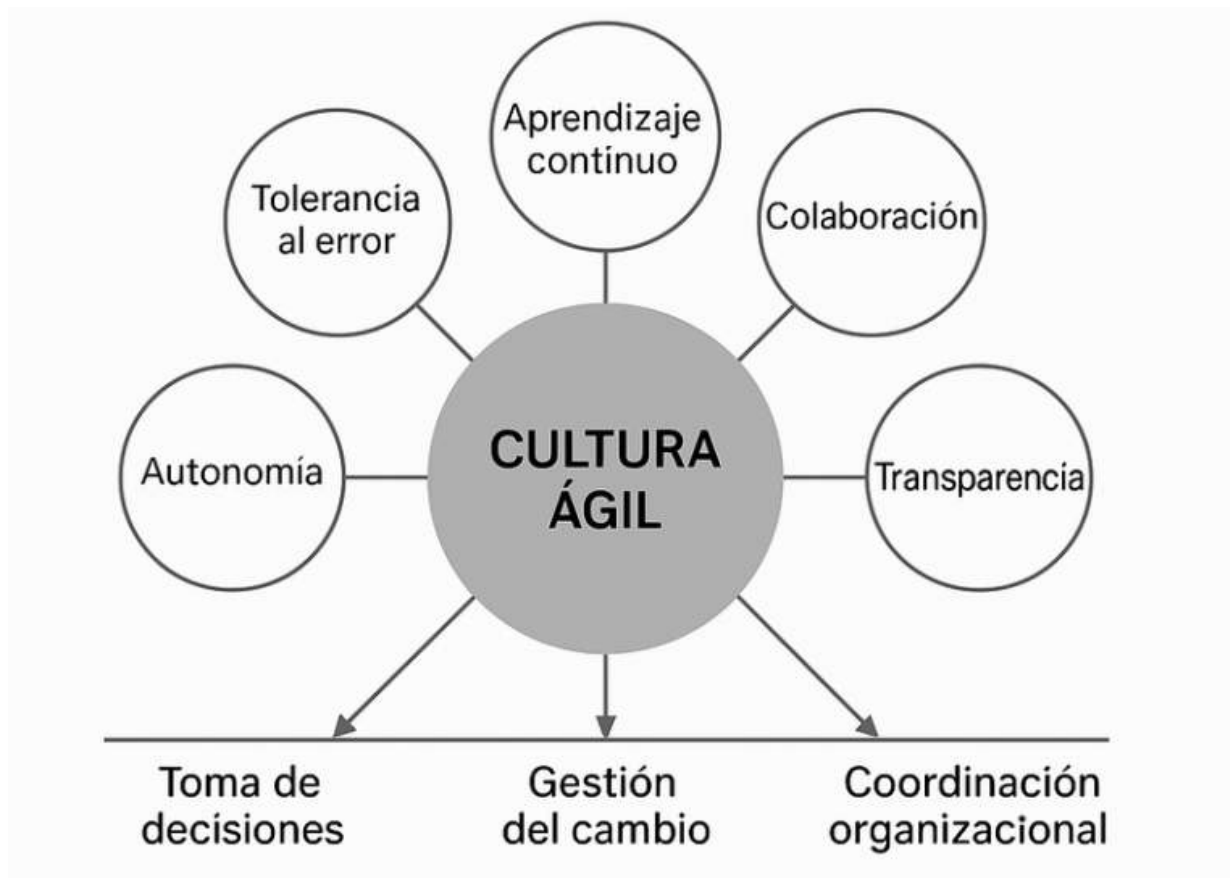 Aprendizaje
continuo
Tolerancia
al error
Colaboración
Autonomía
CULTURA
ÁGIL
Transparencia
Toma de
decisiones
Gestión
del cambio
Coordinación
organizacional